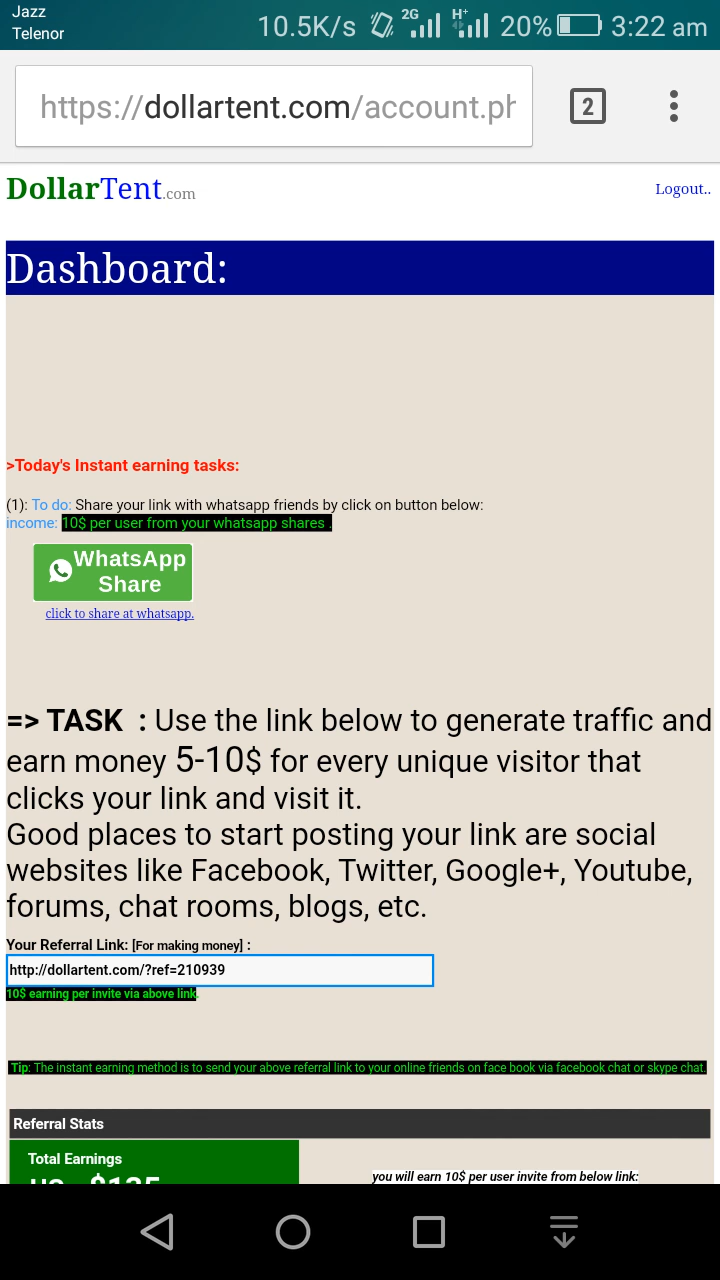 Jazz
Telenor
10.5K/s 2G H+ 20% 3:22 am
https://dollartent.com/account.ph
2
DollarTent.com
Logout..
Dashboard:
>Today's Instant earning tasks:
(1): To do: Share your link with whatsapp friends by click on button below:
income: 10$ per user from your whatsapp shares .
WhatsApp
Share
click to share at whatsapp.
=> TASK : Use the link below to generate traffic and
earn money 5-10$ for every unique visitor that
clicks your link and visit it.
Good places to start posting your link are social
websites like Facebook, Twitter, Google+, Youtube,
forums, chat rooms, blogs, etc.
Your Referral Link: [For making money] :
http://dollartent.com/?ref=210939
10$ earning per invite via above link.
Tip: The instant earning method is to send your above referral link to your online friends on face book via facebook chat or skype chat.
Referral Stats
Total Earnings
you will earn 10$ per user invite from below link: